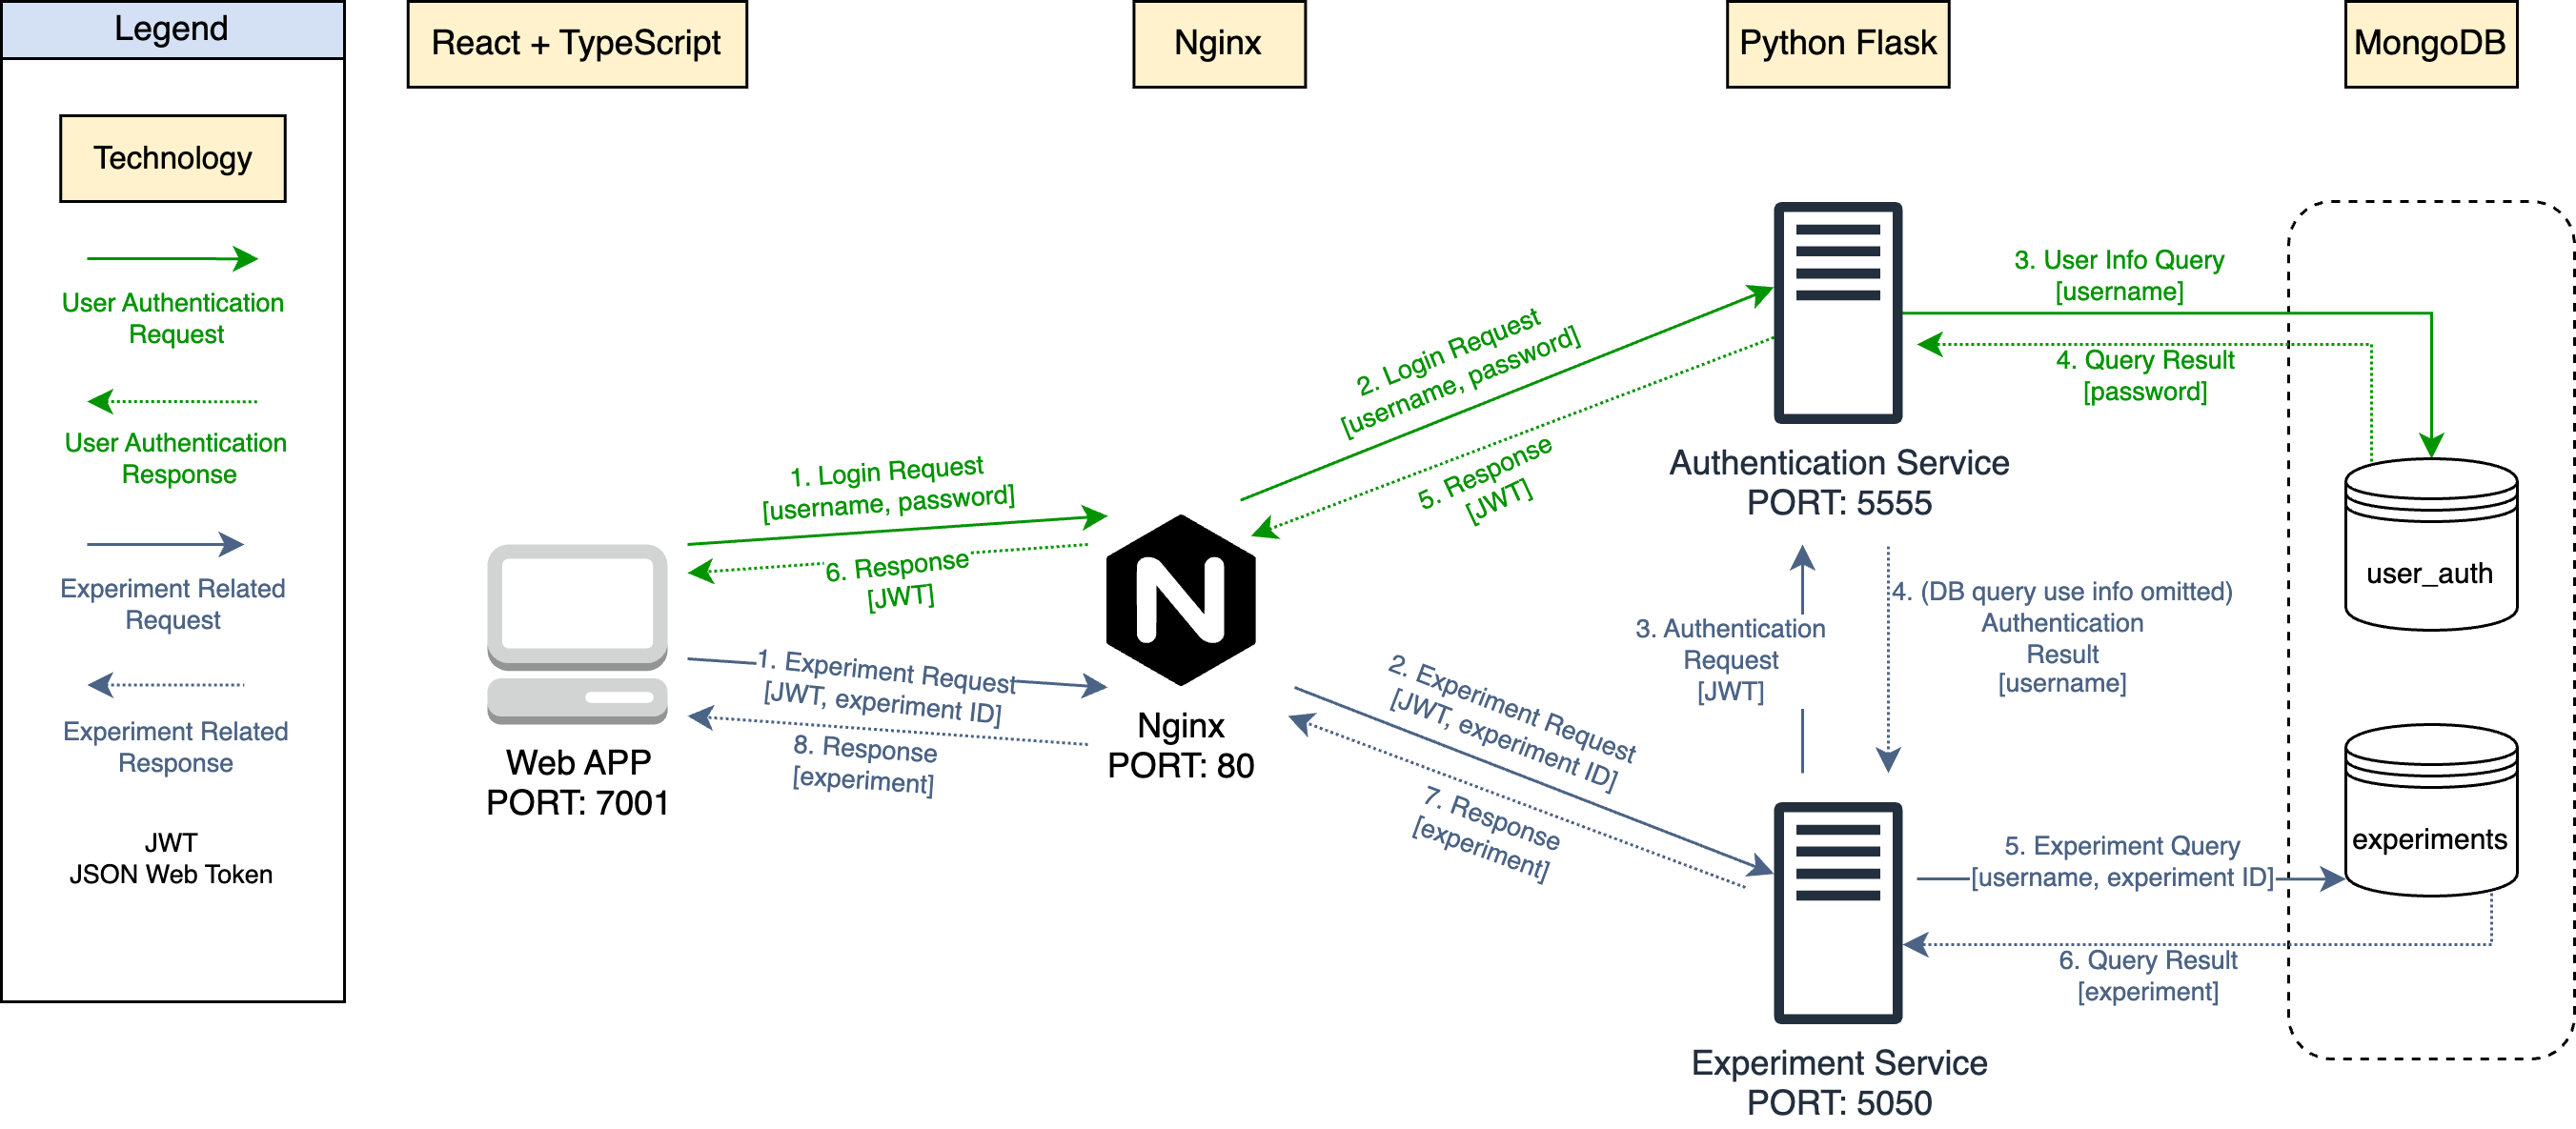 Legend
Technology
User Authentication
Request
User Authentication
Response
Experiment Related
Request
Experiment Related
Response
JWT
JSON Web Token
React + TypeScript
Nginx
Python Flask
MongoDB
1. Login Request
[username, password]
6. Response
[JWT]
1. Experiment Request
[JWT, experiment ID]
8. Response
[experiment]
Web APP
PORT: 7001
N
Nginx
PORT: 80
2. Login Request
[username, password]
5. Response
[JWT]
2. Experiment Request
[JWT, experiment ID]
7. Response
[experiment]
Authentication Service
PORT: 5555
3. Authentication
Request
[JWT]
4. (DB query use info omitted)
Authentication
Result
[username]
Experiment Service
PORT: 5050
3. User Info Query
[username]
4. Query Result
[password]
user_auth
5. Experiment Query
[username, experiment ID]
6. Query Result
[experiment]
experiments